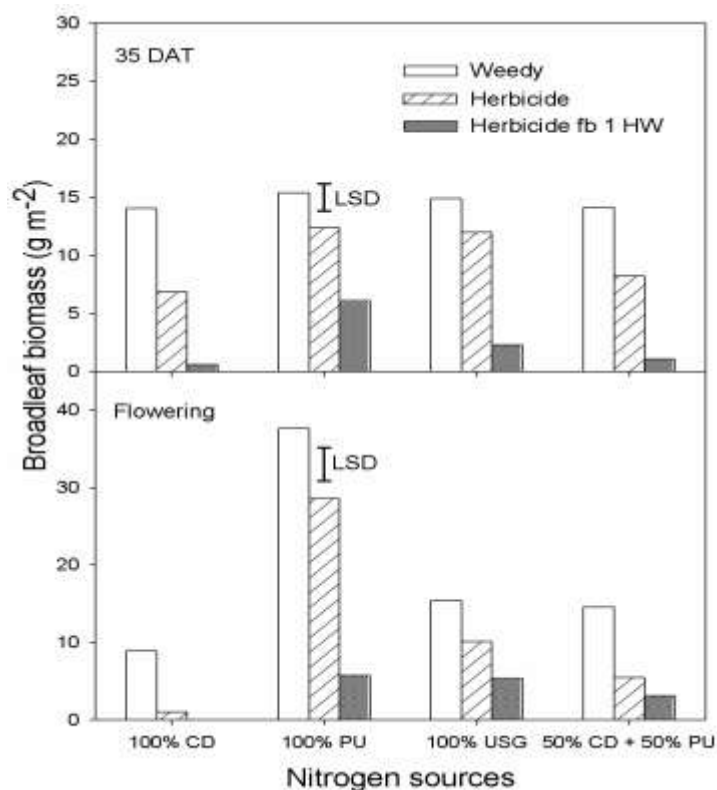 30
25
20
15
10
5
0
35 DAT
Weedy
Herbicide
Herbicide fb 1 HW
LSD
Broadleaf biomass (g m-2)
40
30
20
10
0
Flowering
LSD
100% CD 100% PU 100% USG 50% CD + 50% PU
Nitrogen sources